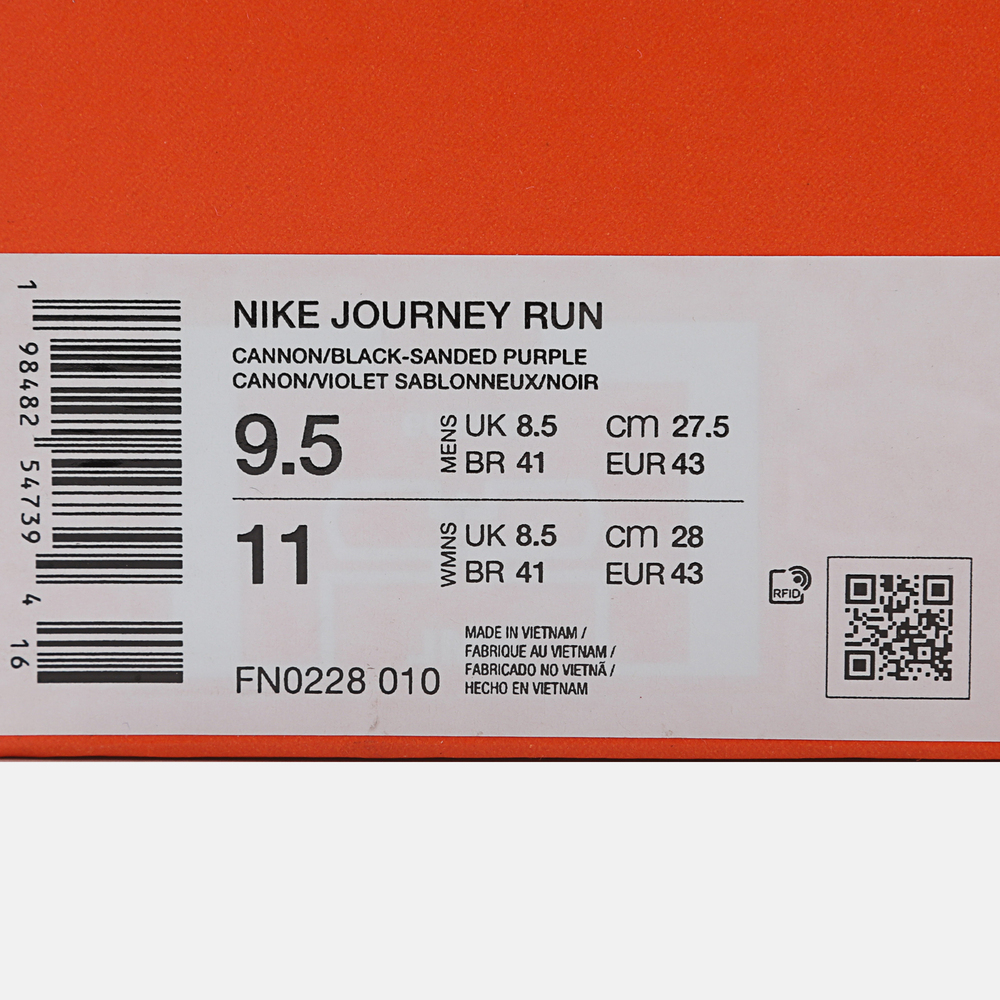 NIKE JOURNEY RUN
CANNON/BLACK-SANDED PURPLE
CANON/VIOLET SABLONNEUX/NOIR
9.5 MENS UK 8.5 CM 27.5
BR 41 EUR 43
11 WMNS UK 8.5 CM 28
BR 41 EUR 43
RFID
MADE IN VIETNAM /
FABRIQUE AU VIETNAM /
FABRICADO NO VIETNÃ /
HECHO EN VIETNAM
FN0228 010
1 98482 54739 4 16